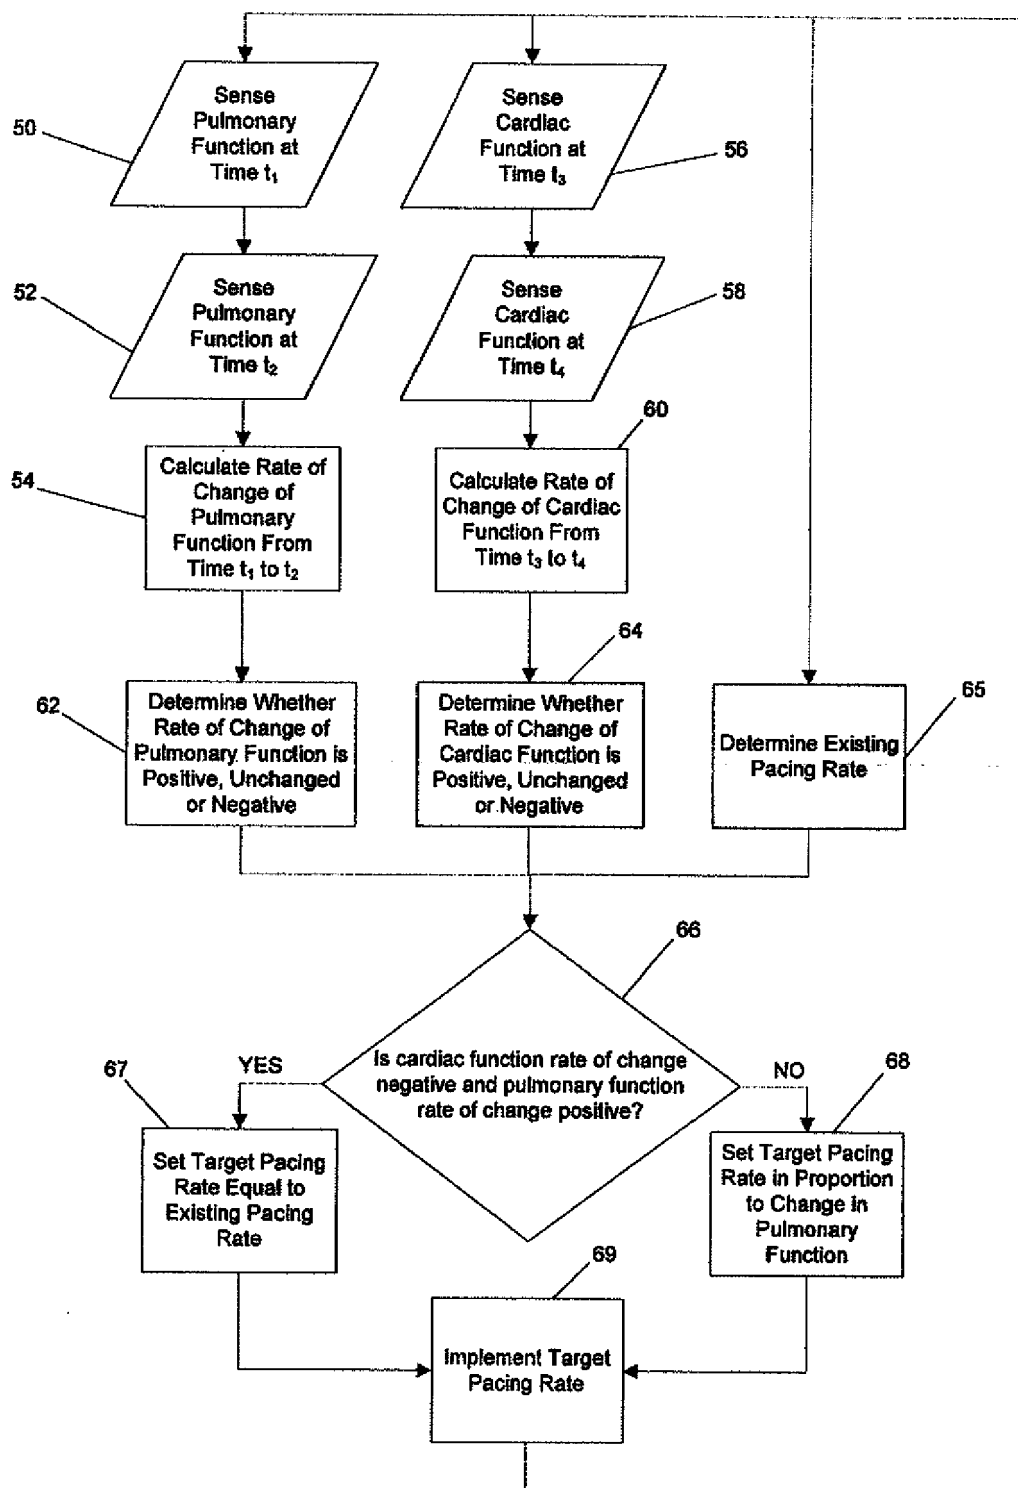 50
Sense
Pulmonary
Function at
Time t₁
Sense
Cardiac
Function at
Time t₃
56
52
Sense
Pulmonary
Function at
Time t₂
Sense
Cardiac
Function at
Time t₄
58
54
Calculate Rate of
Change of
Pulmonary
Function From
Time t₁ to t₂
60
Calculate Rate of
Change of Cardiac
Function From
Time t₃ to t₄
62
Determine Whether
Rate of Change of
Pulmonary Function is
Positive, Unchanged
or Negative
64
Determine Whether
Rate of Change of
Cardiac Function is
Positive, Unchanged
or Negative
65
Determine Existing
Pacing Rate
66
Is cardiac function rate of change
negative and pulmonary function
rate of change positive?
YES
NO
67
Set Target Pacing
Rate Equal to
Existing Pacing
Rate
68
Set Target Pacing
Rate in Proportion
to Change in
Pulmonary
Function
69
Implement Target
Pacing Rate